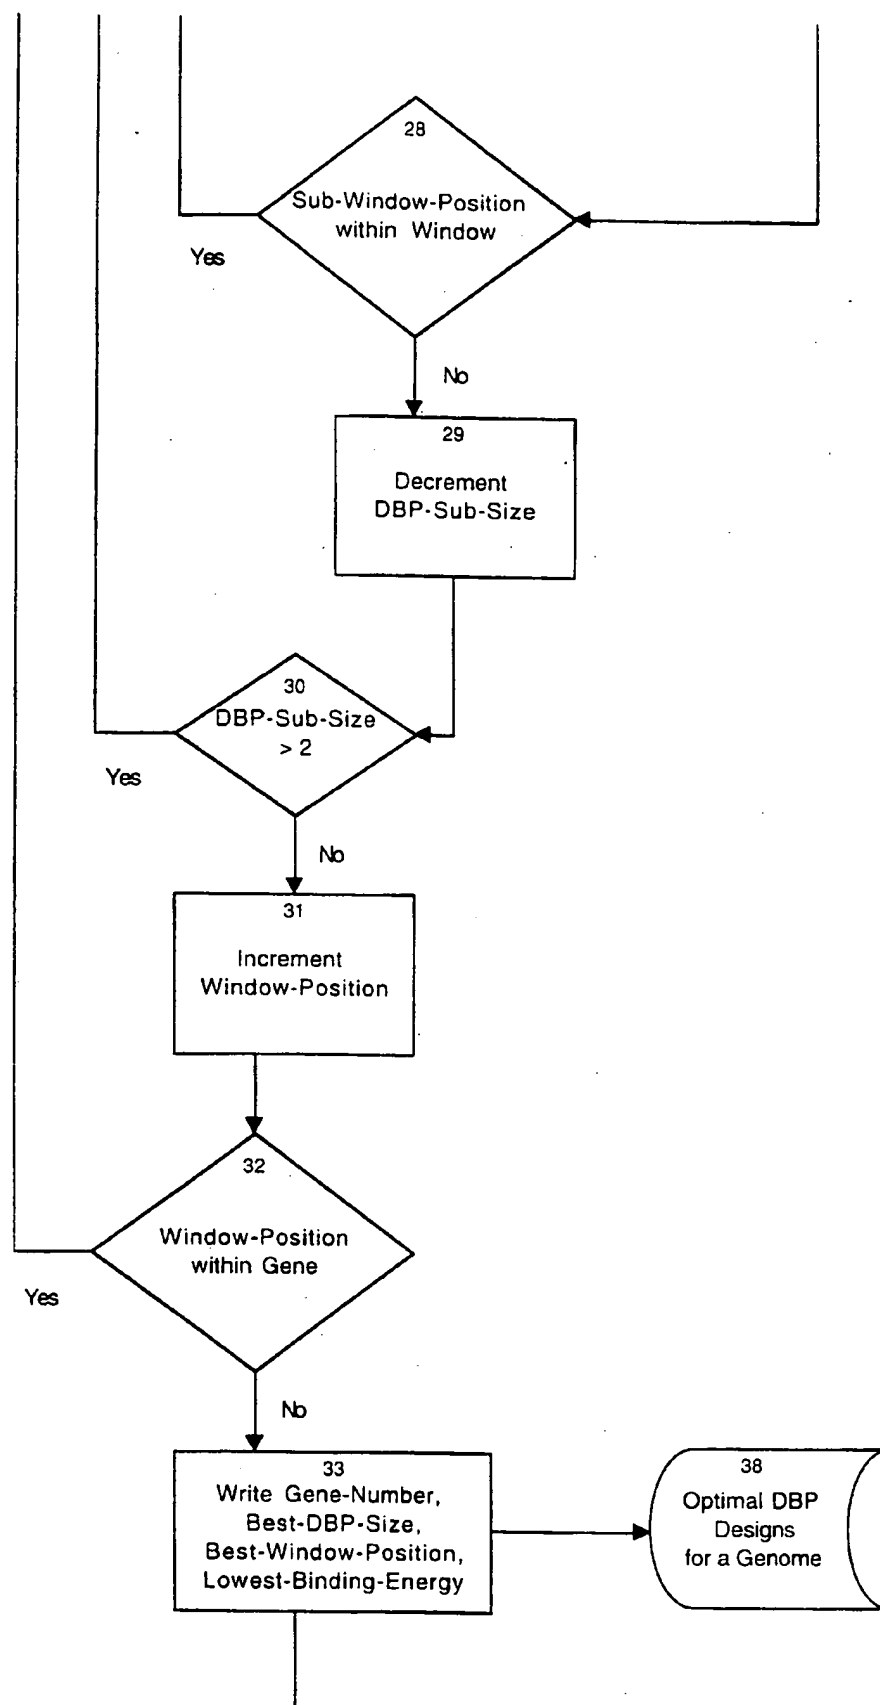 28
Sub-Window-Position
within Window
Yes
No
29
Decrement
DBP-Sub-Size
30
DBP-Sub-Size
> 2
Yes
No
31
Increment
Window-Position
32
Window-Position
within Gene
Yes
No
33
Write Gene-Number,
Best-DBP-Size,
Best-Window-Position,
Lowest-Binding-Energy
38
Optimal DBP
Designs
for a Genome